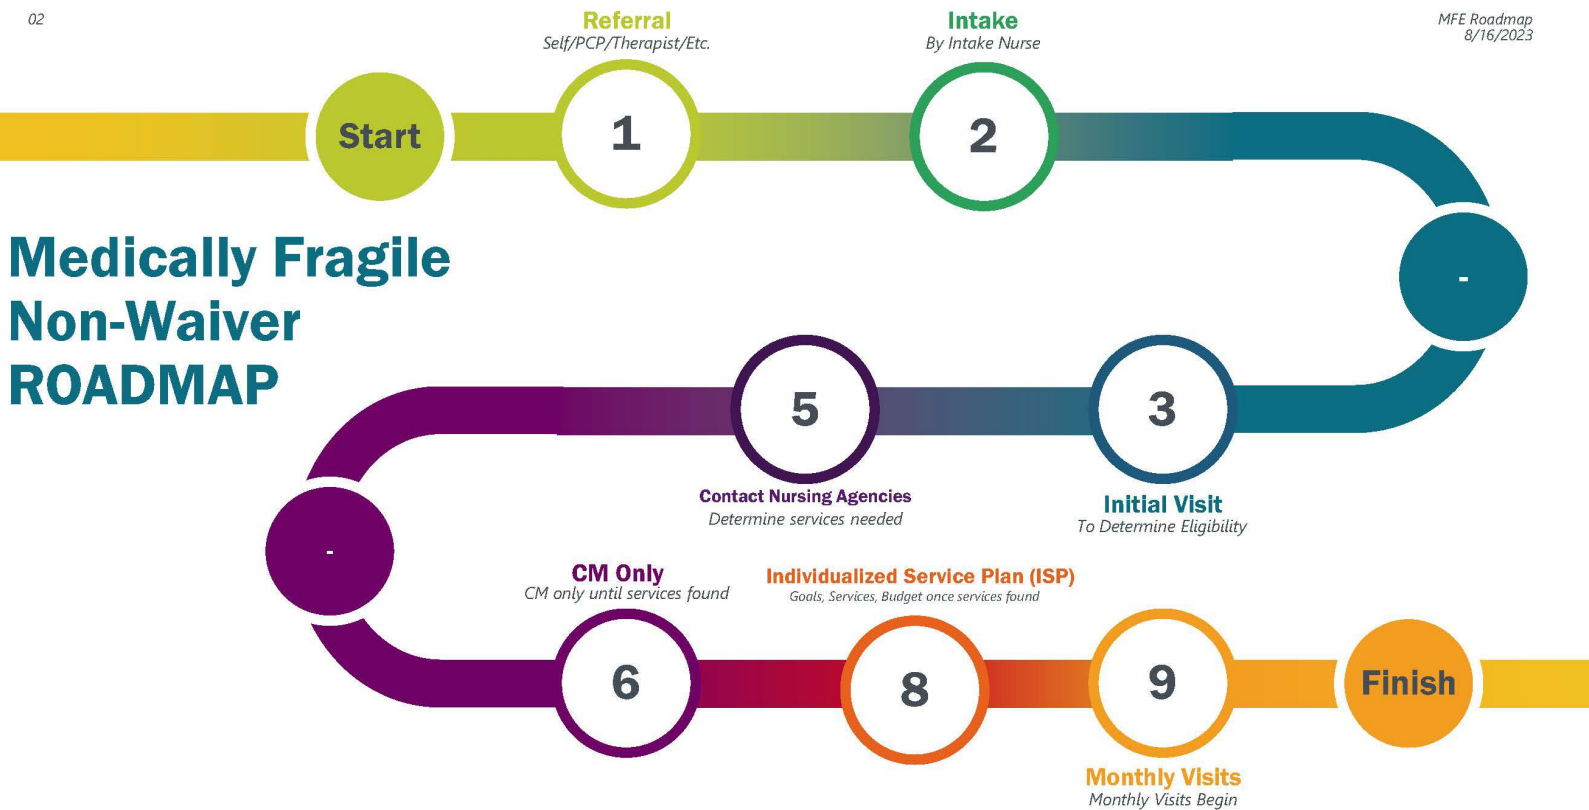 02
MFE Roadmap
8/16/2023
Referral
Self/PCP/Therapist/Etc.
Intake
By Intake Nurse
Start
1
2
-
Medically Fragile
Non-Waiver
ROADMAP
3
Initial Visit
To Determine Eligibility
5
Contact Nursing Agencies
Determine services needed
-
CM Only
CM only until services found
6
Individualized Service Plan (ISP)
Goals, Services, Budget once services found
8
9
Monthly Visits
Monthly Visits Begin
Finish